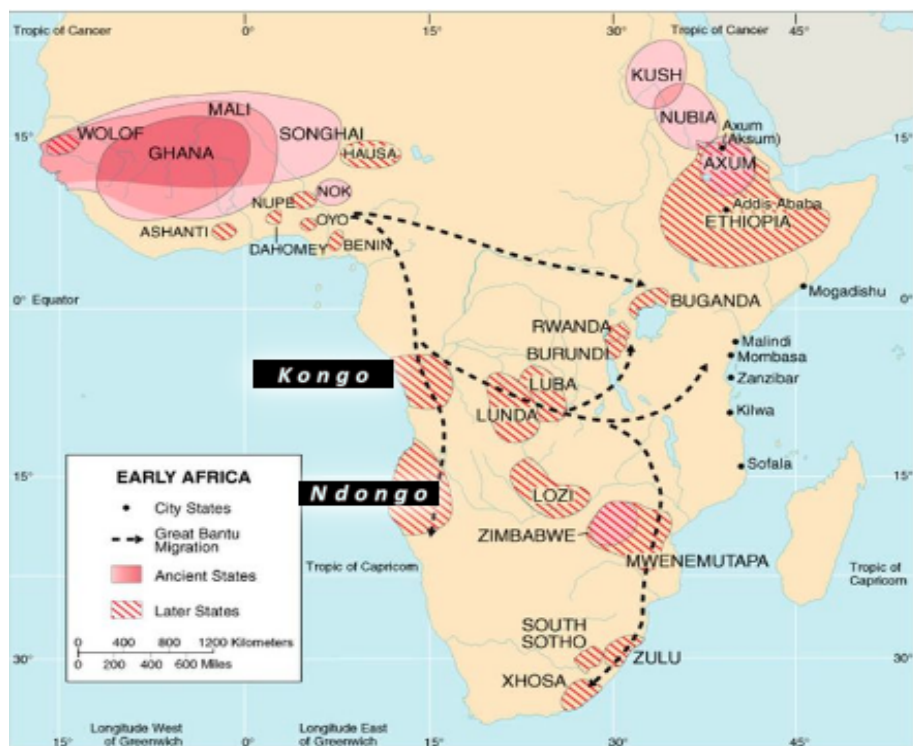 Tropic of Cancer
0°
15°
30°
Tropic of Cancer
45°
KUSH
MALI
NUBIA
15°
WOLOF
SONGHAI
Axum
(Aksum)
15°
GHANA
HAUSA
AXUM
NOK
NUPE
Addis Ababa
OYO
ETHIOPIA
ASHANTI
DAHOMEY
BENIN
0° Equator
BUGANDA
Mogadishu
0°
RWANDA
Malindi
BURUNDI
Mombasa
Kongo
LUBA
Zanzibar
LUNDA
Kilwa
Sofala
15°
15°
EARLY AFRICA
City States
Great Bantu
Migration
Ancient States
Later States
0 400 800 1200 Kilometers
0 200 400 600 Miles
Ndongo
LOZI
ZIMBABWE
MWENEMUTAPA
Tropic of Capricorn
Tropic of
Capricorn
SOUTH
SOTHO
ZULU
30°
30°
XHOSA
Longitude West
of Greenwich
Longitude East
of Greenwich
15°
0°
15°
30°
45°